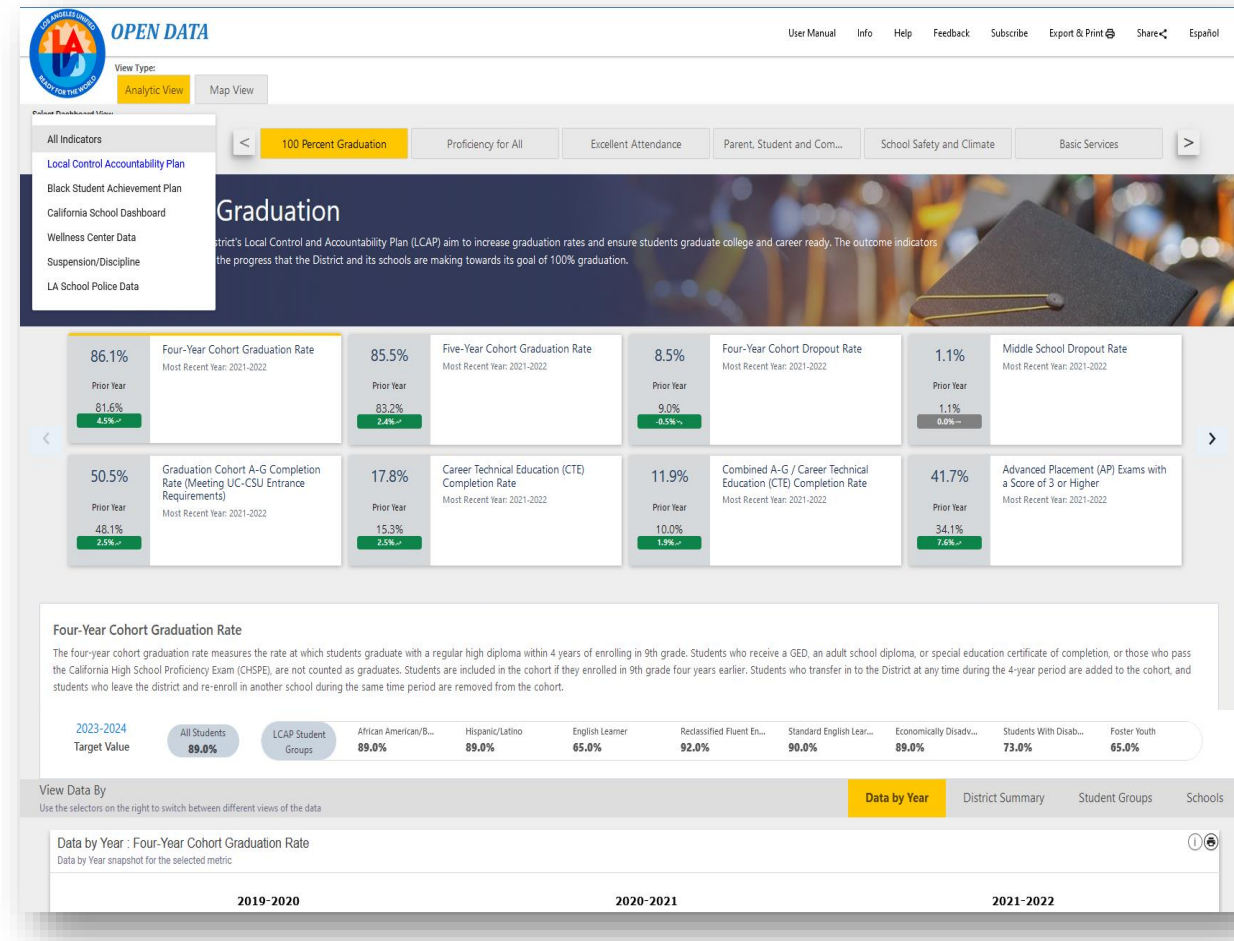 LOS ANGELES UNIFIED
LAUSD
READY FOR THE WORLD
OPEN DATA
User Manual Info Help Feedback Subscribe Export & Print Share Español
View Type:
Analytic View Map View
Select Dashboard View
All Indicators
Local Control Accountability Plan
Black Student Achievement Plan
California School Dashboard
Wellness Center Data
Suspension/Discipline
LA School Police Data
< 100 Percent Graduation Proficiency for All Excellent Attendance Parent, Student and Com... School Safety and Climate Basic Services >
Graduation
strict's Local Control and Accountability Plan (LCAP) aim to increase graduation rates and ensure students graduate college and career ready. The outcome indicators
the progress that the District and its schools are making towards its goal of 100% graduation.
86.1%
Prior Year
81.6%
4.5%
Four-Year Cohort Graduation Rate
Most Recent Year: 2021-2022
85.5%
Prior Year
83.2%
2.4%
Five-Year Cohort Graduation Rate
Most Recent Year: 2021-2022
8.5%
Prior Year
9.0%
-0.5%
Four-Year Cohort Dropout Rate
Most Recent Year: 2021-2022
1.1%
Prior Year
1.1%
0.0%
Middle School Dropout Rate
Most Recent Year: 2021-2022
50.5%
Prior Year
48.1%
2.5%
Graduation Cohort A-G Completion
Rate (Meeting UC-CSU Entrance
Requirements)
Most Recent Year: 2021-2022
17.8%
Prior Year
15.3%
2.5%
Career Technical Education (CTE)
Completion Rate
Most Recent Year: 2021-2022
11.9%
Prior Year
10.0%
1.9%
Combined A-G / Career Technical
Education (CTE) Completion Rate
Most Recent Year: 2021-2022
41.7%
Prior Year
34.1%
7.6%
Advanced Placement (AP) Exams with
a Score of 3 or Higher
Most Recent Year: 2021-2022
Four-Year Cohort Graduation Rate
The four-year cohort graduation rate measures the rate at which students graduate with a regular high diploma within 4 years of enrolling in 9th grade. Students who receive a GED, an adult school diploma, or special education certificate of completion, or those who pass
the California High School Proficiency Exam (CHSPE), are not counted as graduates. Students are included in the cohort if they enrolled in 9th grade four years earlier. Students who transfer in to the District at any time during the 4-year period are added to the cohort, and
students who leave the district and re-enroll in another school during the same time period are removed from the cohort.
2023-2024
Target Value
All Students
89.0%
LCAP Student
Groups
African American/B...
89.0%
Hispanic/Latino
89.0%
English Learner
65.0%
Reclassified Fluent En...
92.0%
Standard English Lear...
90.0%
Economically Disadv...
89.0%
Students With Disab...
73.0%
Foster Youth
65.0%
View Data By
Use the selectors on the right to switch between different views of the data
Data by Year District Summary Student Groups Schools
Data by Year : Four-Year Cohort Graduation Rate
Data by Year snapshot for the selected metric
2019-2020 2020-2021 2021-2022